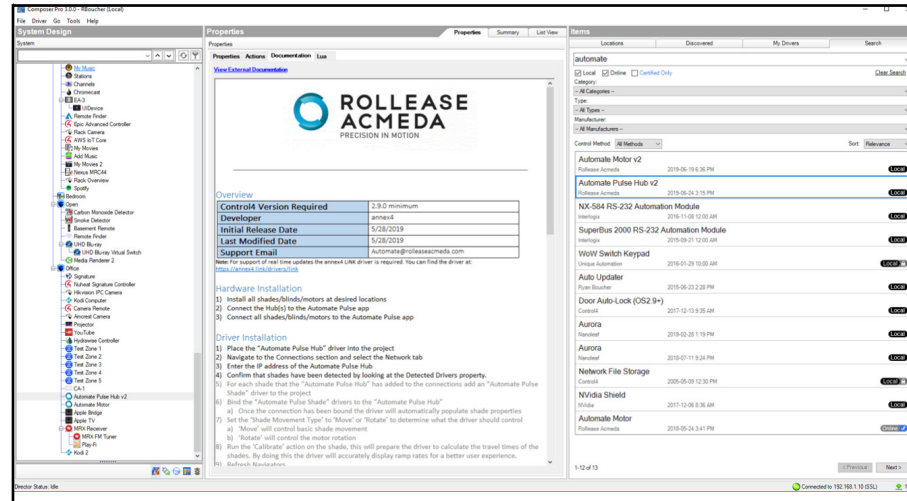 Composer Pro 3.0.0 - RBoucher (Local)
File Driver Go Tools Help
System Design
System
My Music
Stations
Channels
Chromecast
EA-3
UIDevice
Remote Finder
Epic Advanced Controller
Rack Camera
AWS IoT Core
My Movies
Add Music
My Movies 2
Nexus MRC44
Rack Overview
Spotify
Bedroom
Open
Carbon Monoxide Detector
Smoke Detector
Basement Remote
Remote Finder
UHD Blu-ray
UHD Blu-ray Virtual Switch
Media Renderer 2
Office
Signature
Nuheat Signature Controller
Hikvision IPC Camera
Kodi Computer
Camera Remote
Amcrest Camera
Projector
YouTube
Hydrawise Controller
Test Zone 1
Test Zone 2
Test Zone 3
Test Zone 4
Test Zone 5
CA-1
Automate Pulse Hub v2
Automate Motor
Apple Bridge
Apple TV
MRX Receiver
MRX FM Tuner
Play-Fi
Kodi 2
Director Status: Idle
Properties
Properties Summary List View
Properties
Properties Actions Documentation Lua
View External Documentation
ROLLEASE
ACMEDA
PRECISION IN MOTION
Overview
Control4 Version Required 2.9.0 minimum
Developer annex4
Initial Release Date 5/28/2019
Last Modified Date 5/28/2019
Support Email Automate@rolleaseacmeda.com
Note: For support of real time updates the annex4 LINK driver is required. You can find the driver at:
https://annex4.link/drivers/link
Hardware Installation
1) Install all shades/blinds/motors at desired locations
2) Connect the Hub(s) to the Automate Pulse app
3) Connect all shades/blinds/motors to the Automate Pulse app
Driver Installation
1) Place the "Automate Pulse Hub" driver into the project
2) Navigate to the Connections section and select the Network tab
3) Enter the IP address of the Automate Pulse Hub
4) Confirm that shades have been detected by looking at the Detected Drivers property.
5) For each shade that the "Automate Pulse Hub" has added to the connections add an "Automate Pulse
Shade" driver to the project
6) Bind the "Automate Pulse Shade" drivers to the "Automate Pulse Hub"
a) Once the connection has been bound the driver will automatically populate shade properties
7) Set the 'Shade Movement Type' to 'Move' or 'Rotate' to determine what the driver should control
a) 'Move' will control basic shade movement
b) 'Rotate' will control the motor rotation
8) Run the 'Calibrate' action on the shade, this will prepare the driver to calculate the travel times of the
shades. By doing this the driver will accurately display ramp rates for a better user experience.
9) Refresh Navigators
Items
Locations Discovered My Drivers Search
automate
Local Online Certified Only Clear Search
Category:
-- All Categories --
Type:
-- All Types --
Manufacturer:
-- All Manufacturers --
Control Method: All Methods Sort: Relevance
Automate Motor v2
Rollease Acmeda 2019-06-19 6:36 PM Local
Automate Pulse Hub v2
Rollease Acmeda 2019-06-24 3:19 PM Local
NX-584 RS-232 Automation Module
Interlogix 2016-11-08 12:00 AM Local
SuperBus 2000 RS-232 Automation Module
Interlogix 2015-09-21 12:00 AM Local
WoW Switch Keypad
Unique Automation 2016-01-29 10:00 AM Local
Auto Updater
Ryan Boucher 2015-06-23 2:28 PM Local
Door Auto-Lock (OS2.9+)
Control4 2017-12-13 9:35 AM Local
Aurora
Nanoleaf 2019-02-28 1:19 PM Local
Aurora
Nanoleaf 2018-07-11 9:24 PM Local
Network File Storage
Control4 2005-05-09 12:30 PM Local
NVidia Shield
NVidia 2017-12-06 8:36 AM Local
Automate Motor
Rollease Acmeda 2018-05-24 3:41 PM Online
1-12 of 13 < Previous Next >
Connected to 192.168.1.10 (SSL) 1